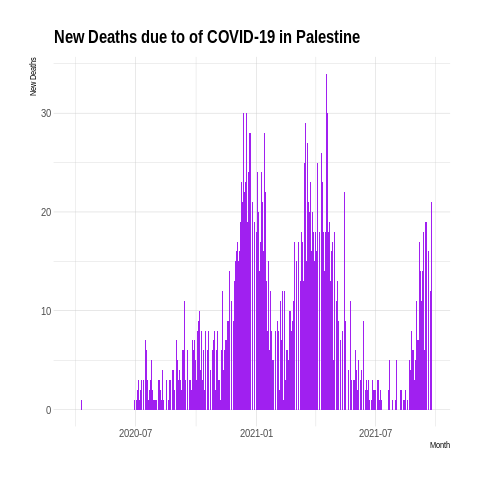 New Deaths due to of COVID-19 in Palestine
New Deaths
30
20
10
0
2020-07 2021-01 2021-07
Month